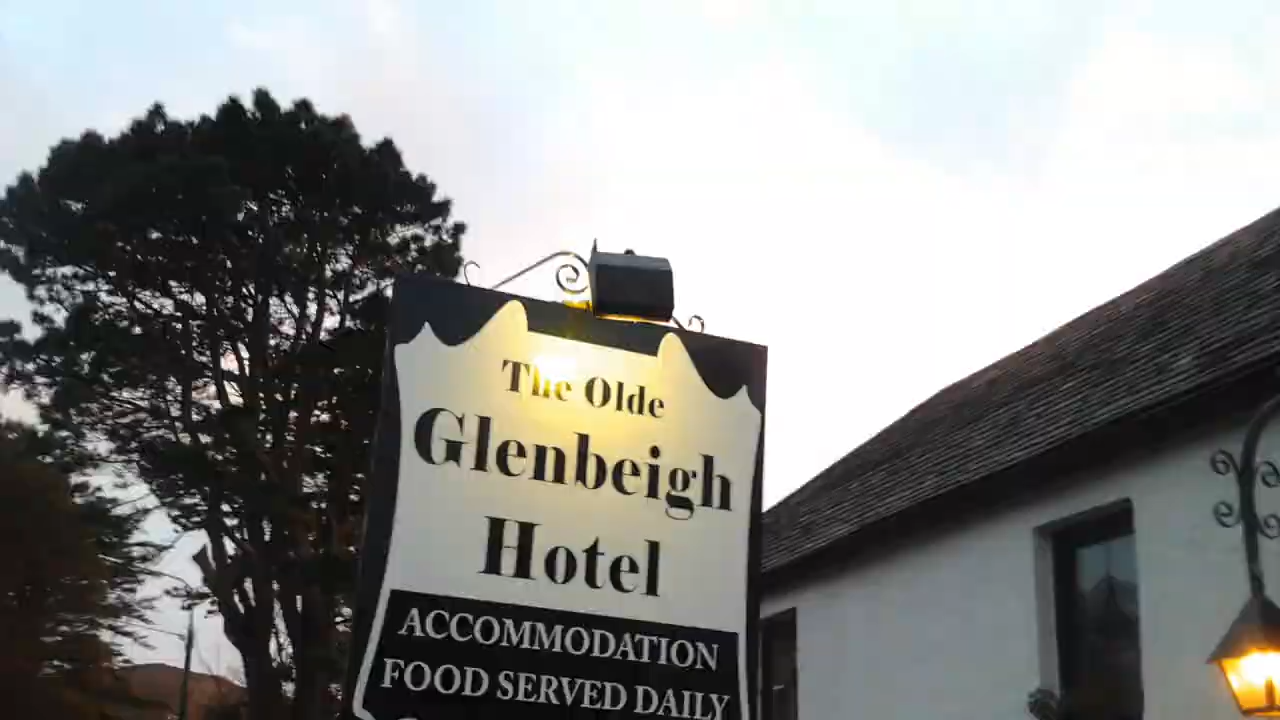 The Olde
Glenbeigh
Hotel
ACCOMMODATION
FOOD SERVED DAILY